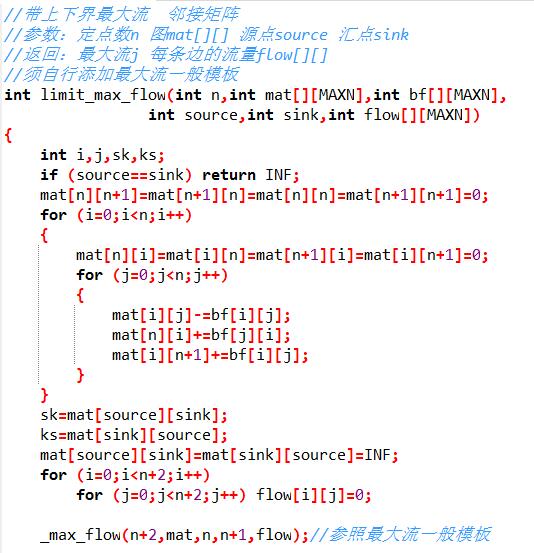 //带上下界最大流  邻接矩阵
//参数：定点数n 图mat[][] 源点source 汇点sink
//返回：最大流j 每条边的流量flow[][]
//须自行添加最大流一般模板
int limit_max_flow(int n,int mat[][MAXN],int bf[][MAXN],
                int source,int sink,int flow[][MAXN])
{
    int i,j,sk,ks;
    if (source==sink) return INF;
    mat[n][n+1]=mat[n+1][n]=mat[n][n]=mat[n+1][n+1]=0;
    for (i=0;i<n;i++)
    {
        mat[n][i]=mat[i][n]=mat[n+1][i]=mat[i][n+1]=0;
        for (j=0;j<n;j++)
        {
            mat[i][j]-=bf[i][j];
            mat[n][i]+=bf[j][i];
            mat[i][n+1]+=bf[i][j];
        }
    }
    sk=mat[source][sink];
    ks=mat[sink][source];
    mat[source][sink]=mat[sink][source]=INF;
    for (i=0;i<n+2;i++)
        for (j=0;j<n+2;j++) flow[i][j]=0;
    _max_flow(n+2,mat,n,n+1,flow);//参照最大流一般模板